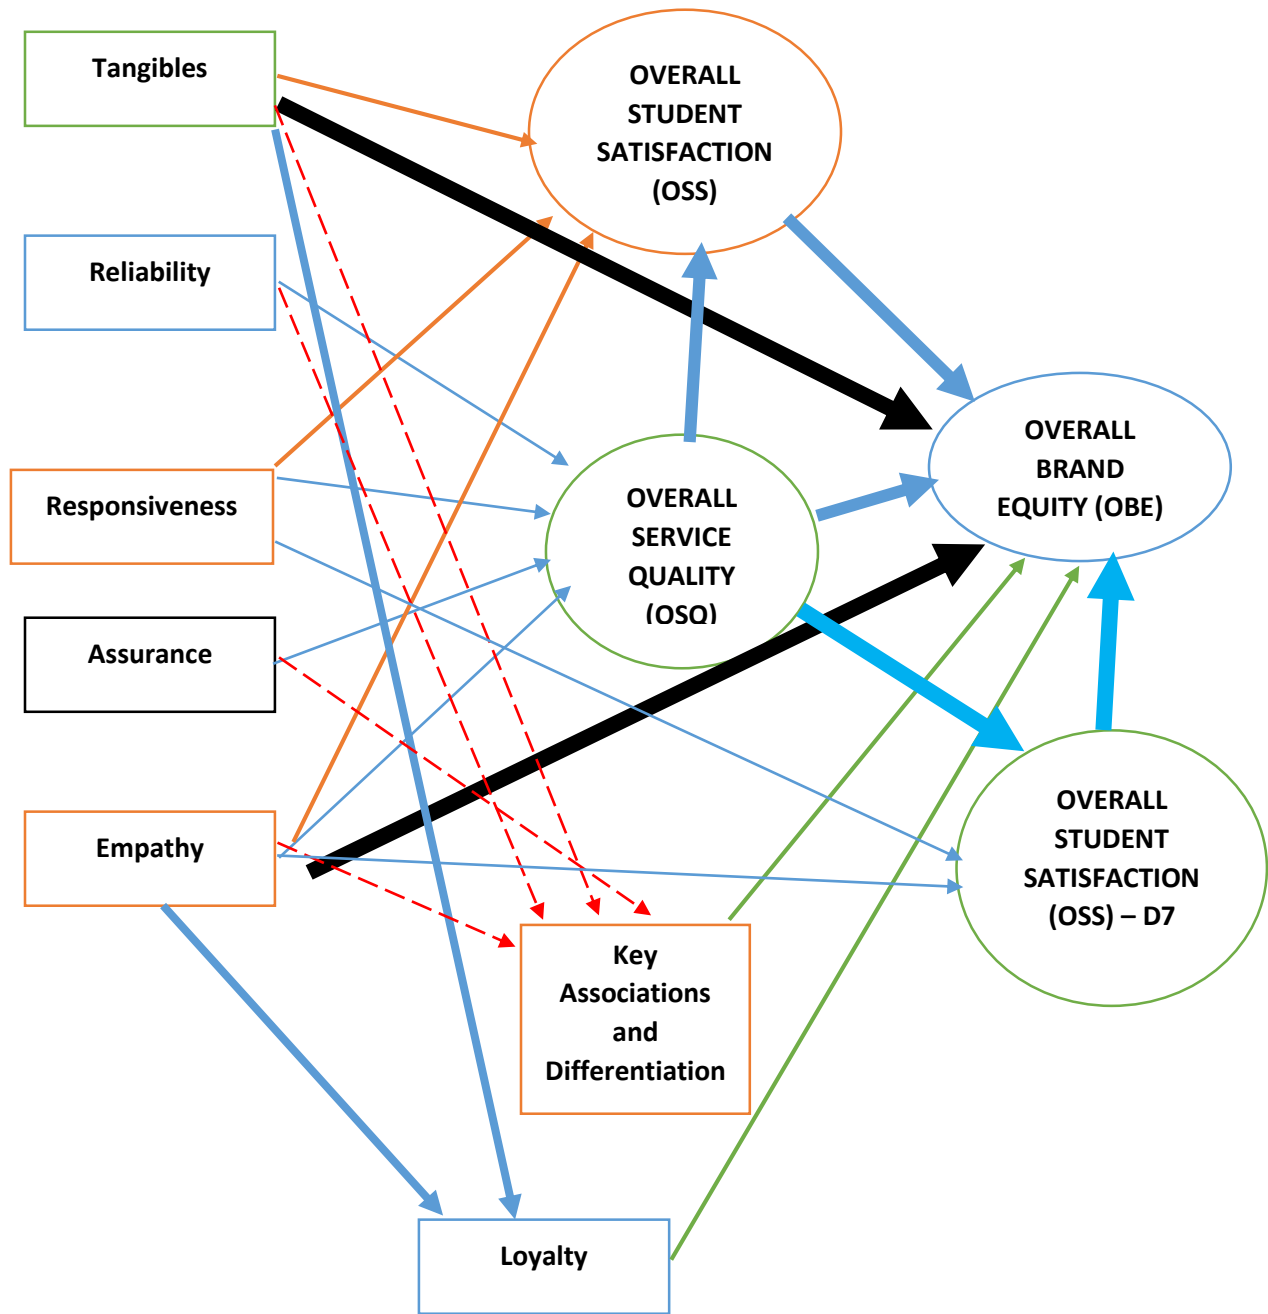 Tangibles
OVERALL
STUDENT
SATISFACTION
(OSS)
Reliability
Responsiveness
OVERALL
SERVICE
QUALITY
(OSQ)
OVERALL
BRAND
EQUITY (OBE)
Assurance
Empathy
OVERALL
STUDENT
SATISFACTION
(OSS) – D7
Key
Associations
and
Differentiation
Loyalty